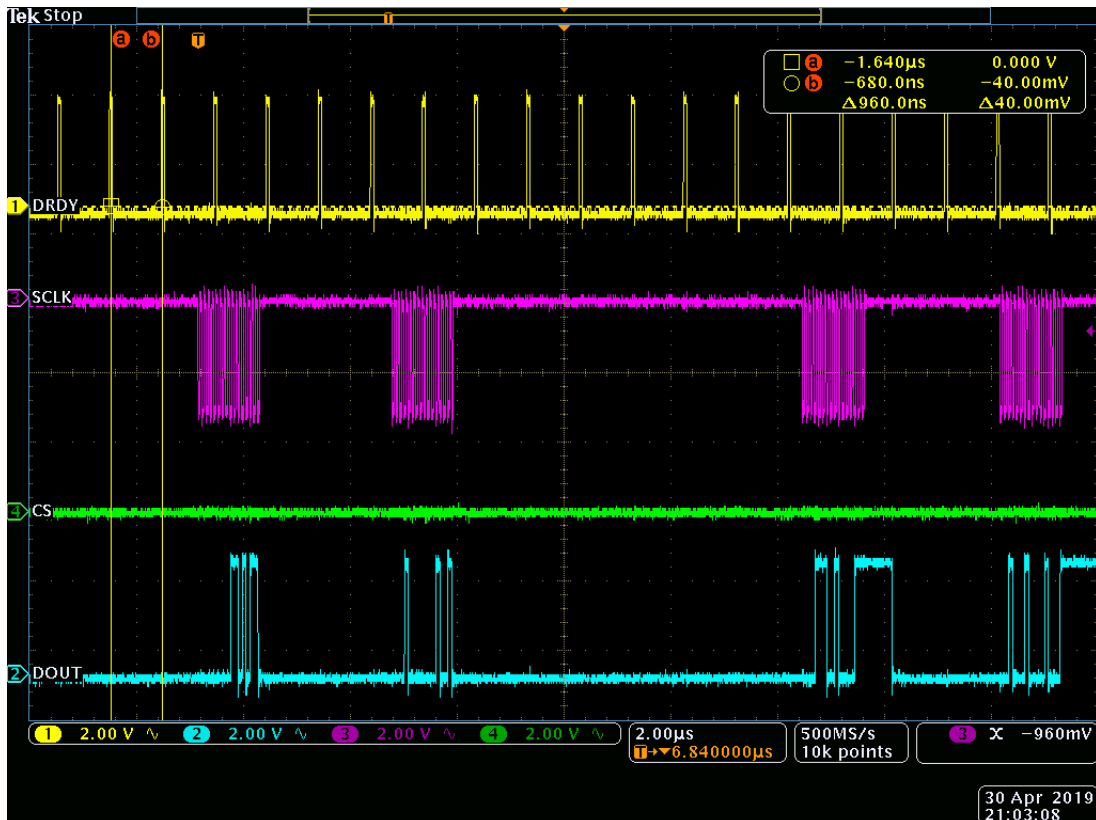 Tek Stop
a b T
a −1.640μs 0.000 V
b −680.0ns −40.00mV
Δ960.0ns Δ40.00mV
1 DRDY
3 SCLK
4 CS
2 DOUT
1 2.00 V 2 2.00 V 3 2.00 V 4 2.00 V
2.00μs
T→▼6.840000μs
500MS/s
10k points
3 X −960mV
30 Apr 2019
21:03:08